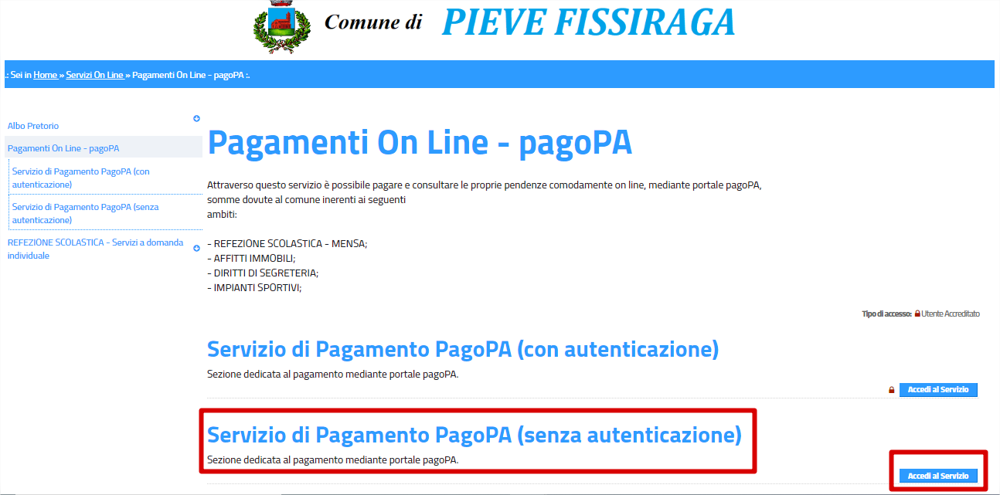 Comune di PIEVE FISSIRAGA
.: Sei in Home » Servizi On Line » Pagamenti On Line - pagoPA :.
Albo Pretorio
Pagamenti On Line - pagoPA
Servizio di Pagamento PagoPA (con
autenticazione)
Servizio di Pagamento PagoPA (senza
autenticazione)
REFEZIONE SCOLASTICA - Servizi a domanda
individuale
Pagamenti On Line - pagoPA
Attraverso questo servizio è possibile pagare e consultare le proprie pendenze comodamente on line, mediante portale pagoPA,
somme dovute al comune inerenti ai seguenti
ambiti:
- REFEZIONE SCOLASTICA - MENSA;
- AFFITTI IMMOBILI;
- DIRITTI DI SEGRETERIA;
- IMPIANTI SPORTIVI;
Tipo di accesso: Utente Accreditato
Servizio di Pagamento PagoPA (con autenticazione)
Sezione dedicata al pagamento mediante portale pagoPA.
Accedi al Servizio
Servizio di Pagamento PagoPA (senza autenticazione)
Sezione dedicata al pagamento mediante portale pagoPA.
Accedi al Servizio